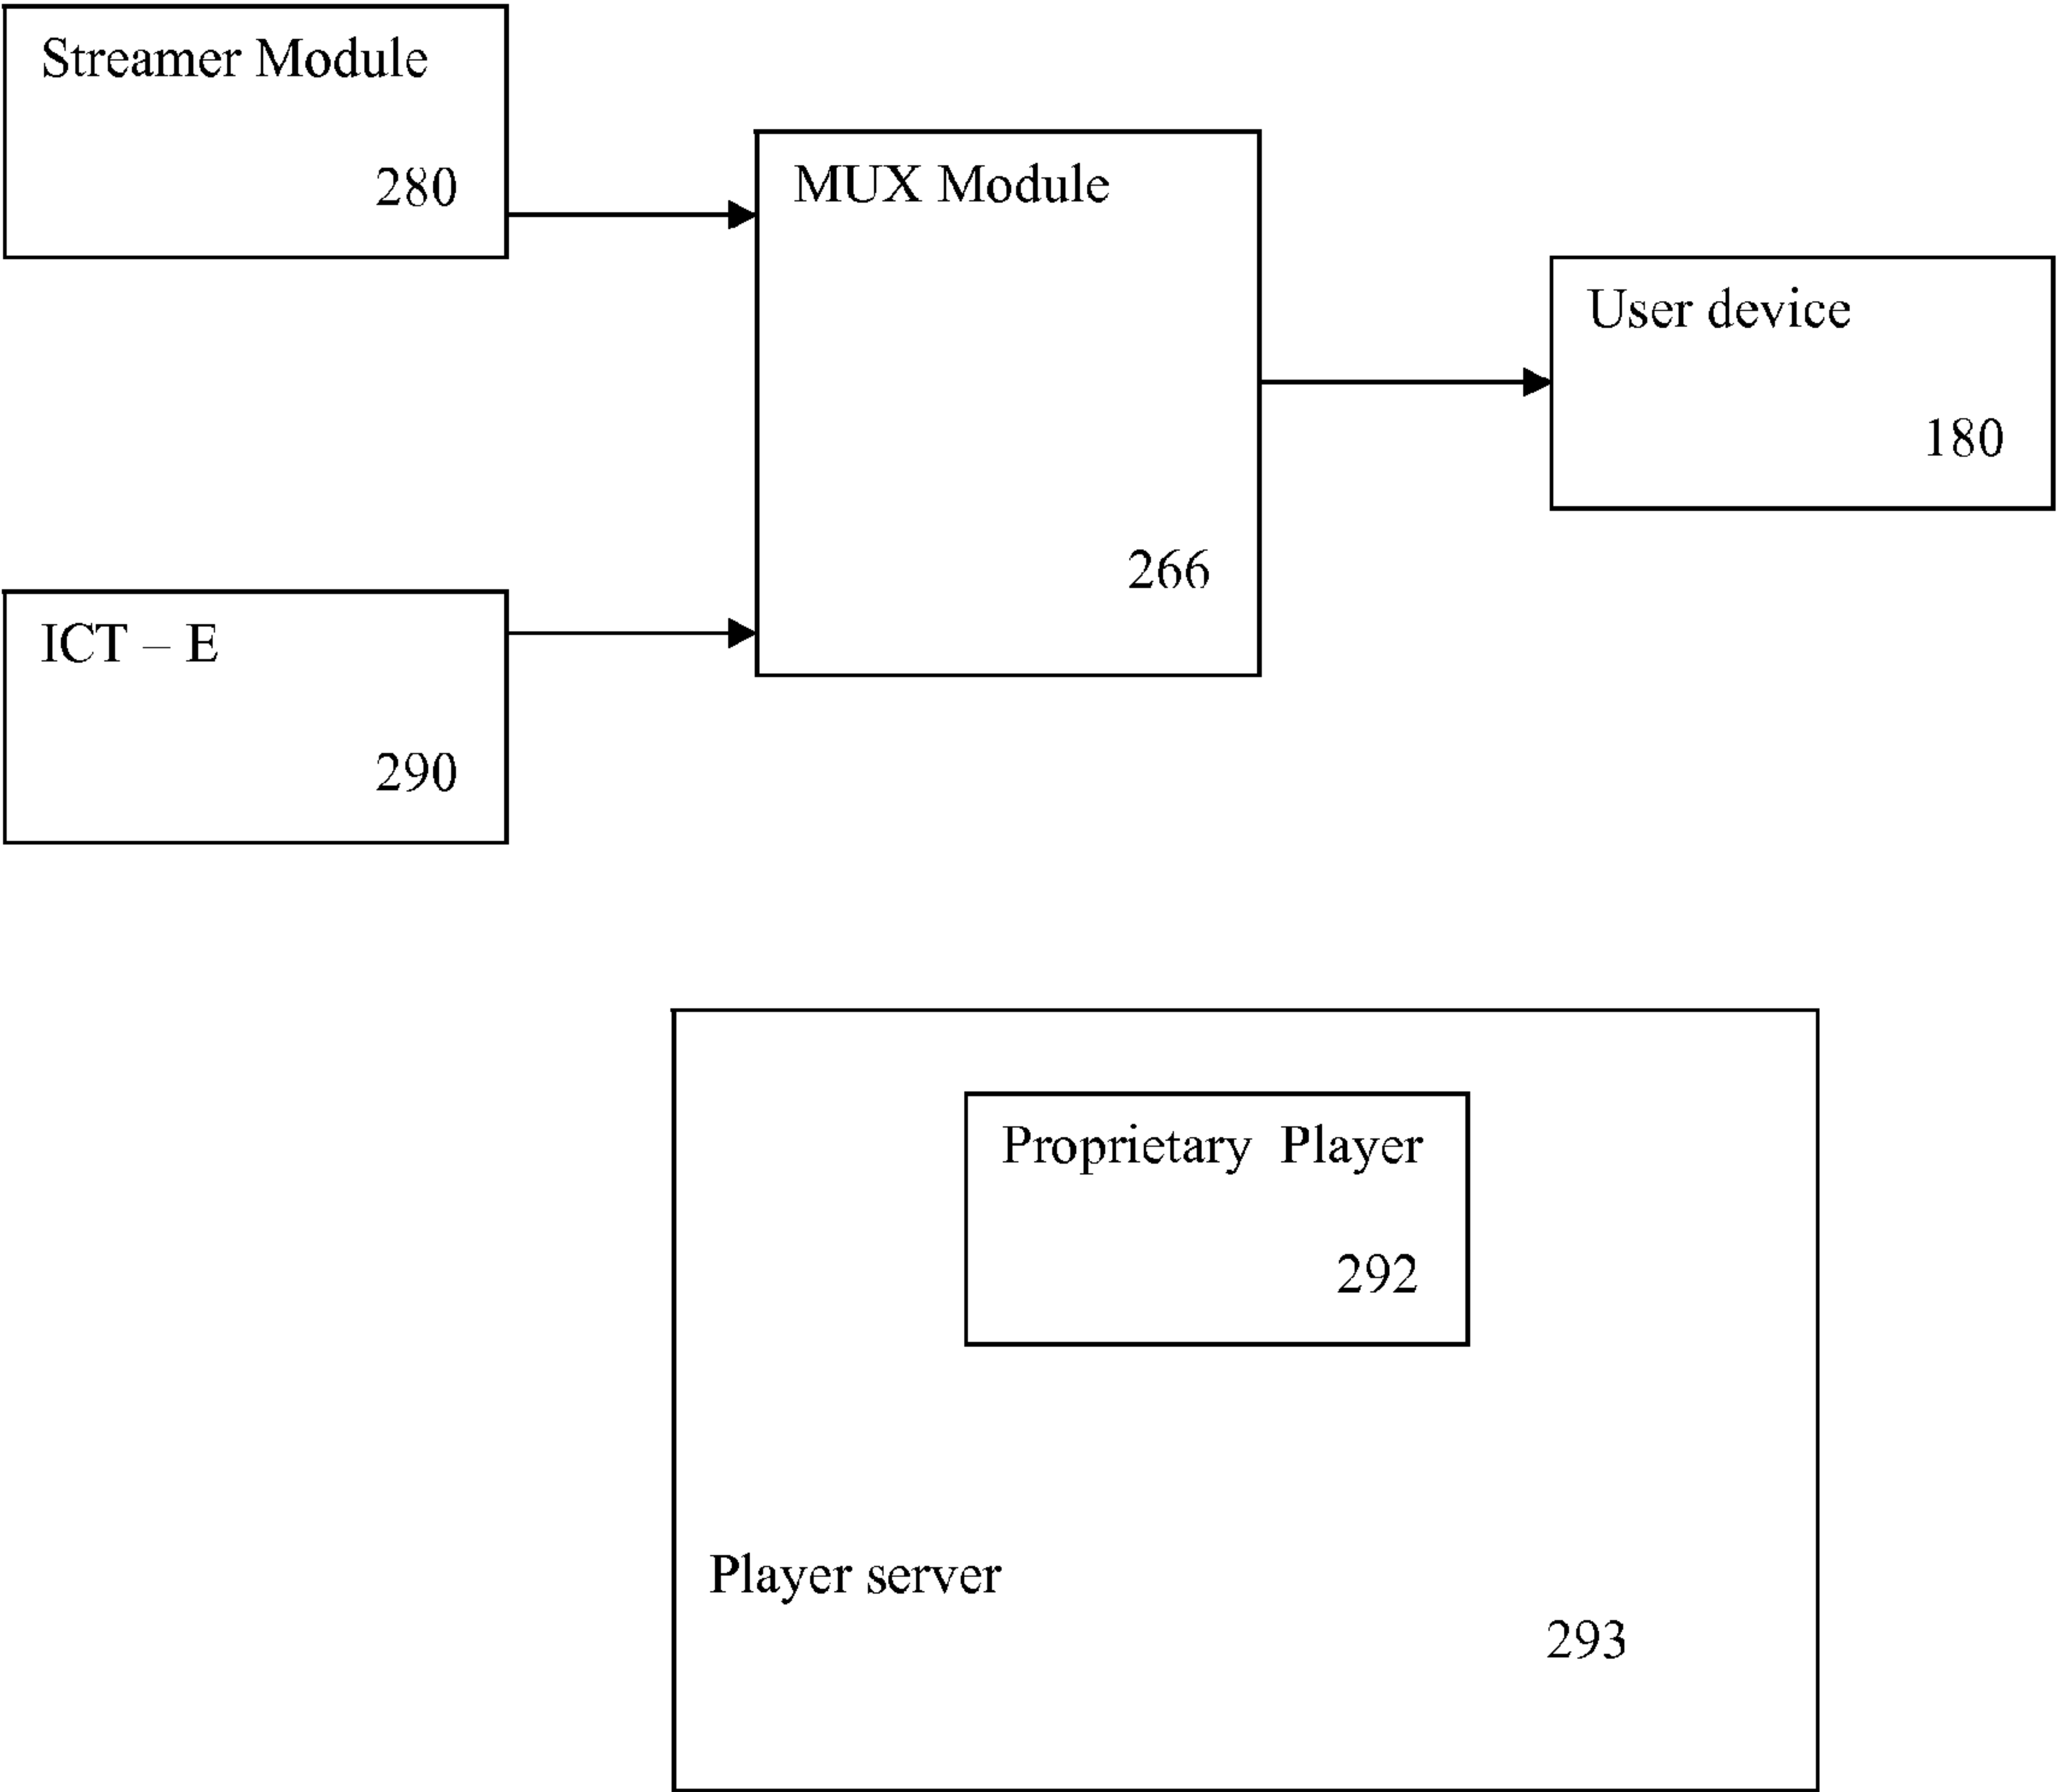 Streamer Module
280
MUX Module
266
User device
180
ICT – E
290
Proprietary  Player
292
Player server
293